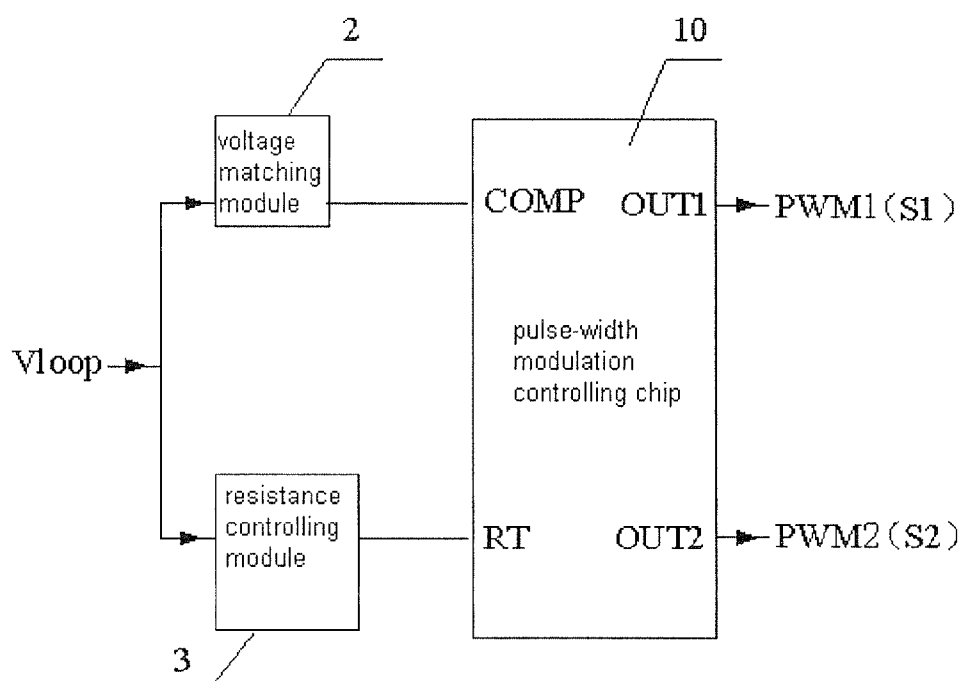 2
10
voltage
matching
module
COMP
OUT1
PWM1(S1)
Vloop
pulse-width
modulation
controlling chip
resistance
controlling
module
RT
OUT2
PWM2(S2)
3